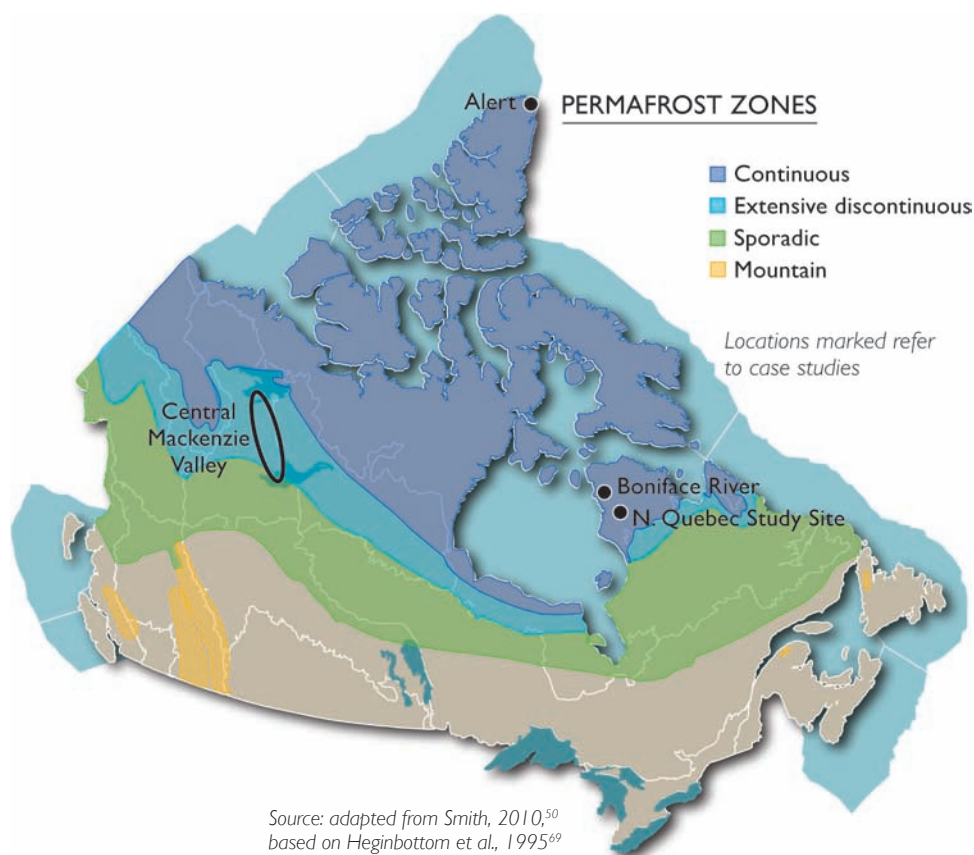 Alert
PERMAFROST ZONES
Continuous
Extensive discontinuous
Sporadic
Mountain
Locations marked refer
to case studies
Central
Mackenzie
Valley
Boniface River
N. Quebec Study Site
Source: adapted from Smith, 2010,50
based on Heginbottom et al., 199569